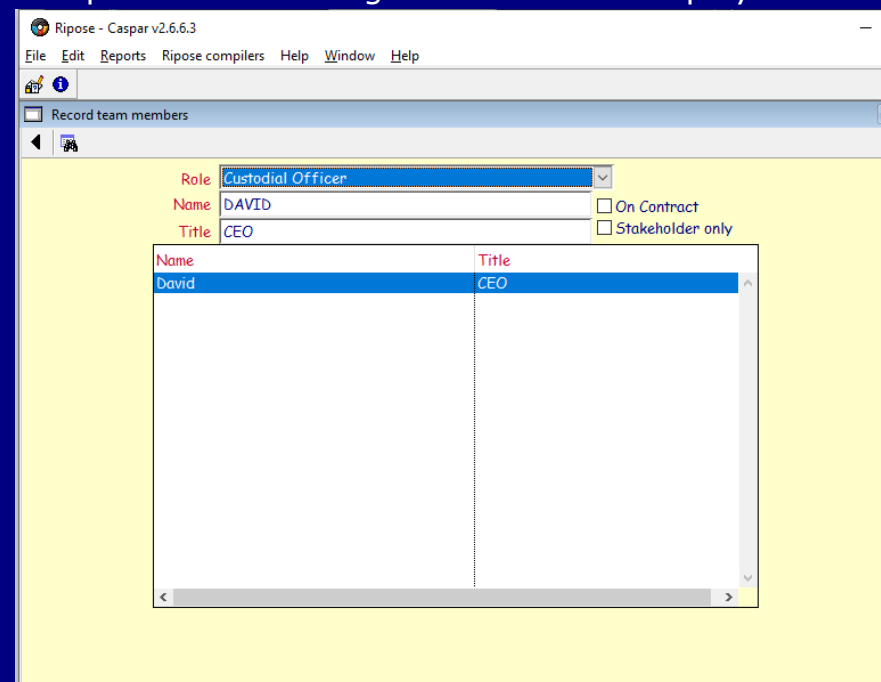 Ripose - Caspar v2.6.6.3
File Edit Reports Ripose compilers Help Window Help
Record team members
Role Custodial Officer
Name DAVID On Contract
Title CEO Stakeholder only
Name Title
David CEO